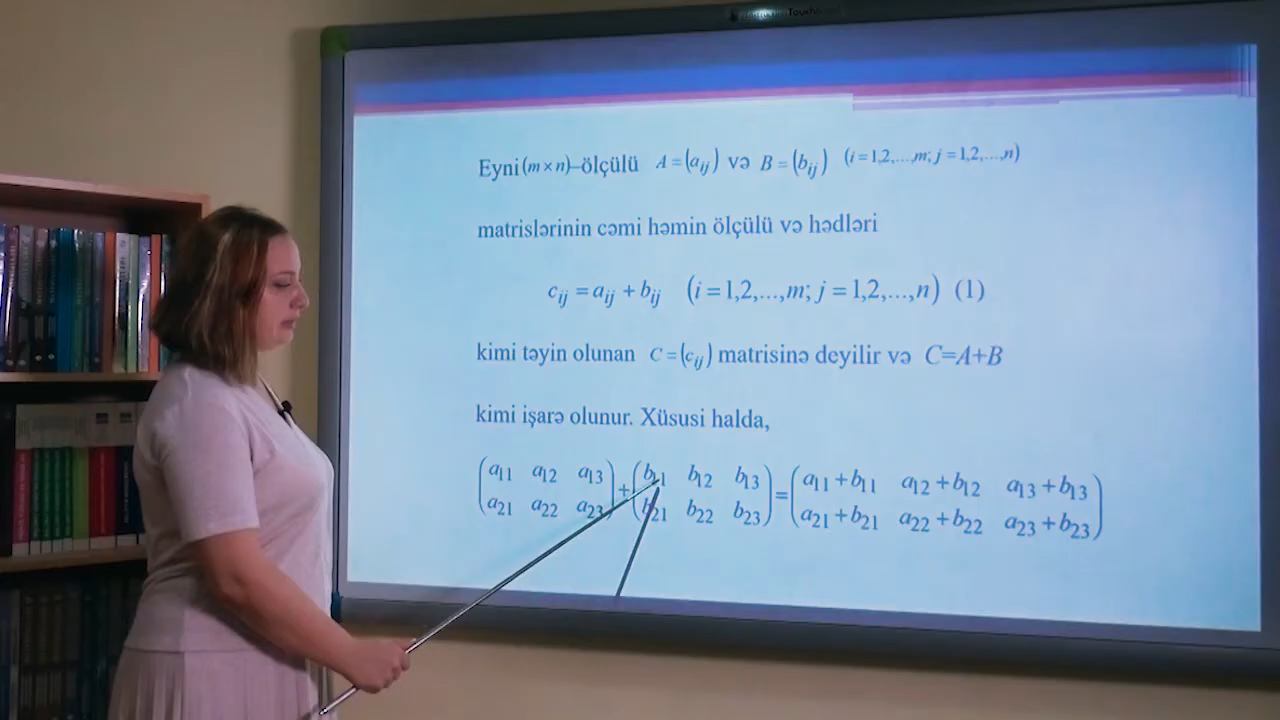 Eyni (m×n)–ölçülü A=(aij) və B=(bij) (i=1,2,...,m; j=1,2,...,n)
matrislərinin cəmi həmin ölçülü və hədləri
cij = aij + bij (i=1,2,...,m; j=1,2,...,n) (1)
kimi təyin olunan C=(cij) matrisinə deyilir və C=A+B
kimi işarə olunur. Xüsusi halda,
(a11 a12 a13) + (b11 b12 b13) = (a11+b11 a12+b12 a13+b13)
(a21 a22 a23) (b21 b22 b23) (a21+b21 a22+b22 a23+b23)